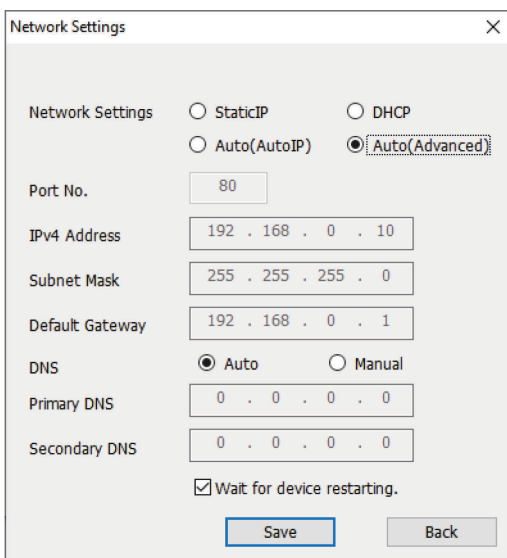 Network Settings
Network Settings StaticIP DHCP
Auto(AutoIP) Auto(Advanced)
Port No. 80
IPv4 Address 192 . 168 . 0 . 10
Subnet Mask 255 . 255 . 255 . 0
Default Gateway 192 . 168 . 0 . 1
DNS Auto Manual
Primary DNS 0 . 0 . 0 . 0
Secondary DNS 0 . 0 . 0 . 0
Wait for device restarting.
Save Back